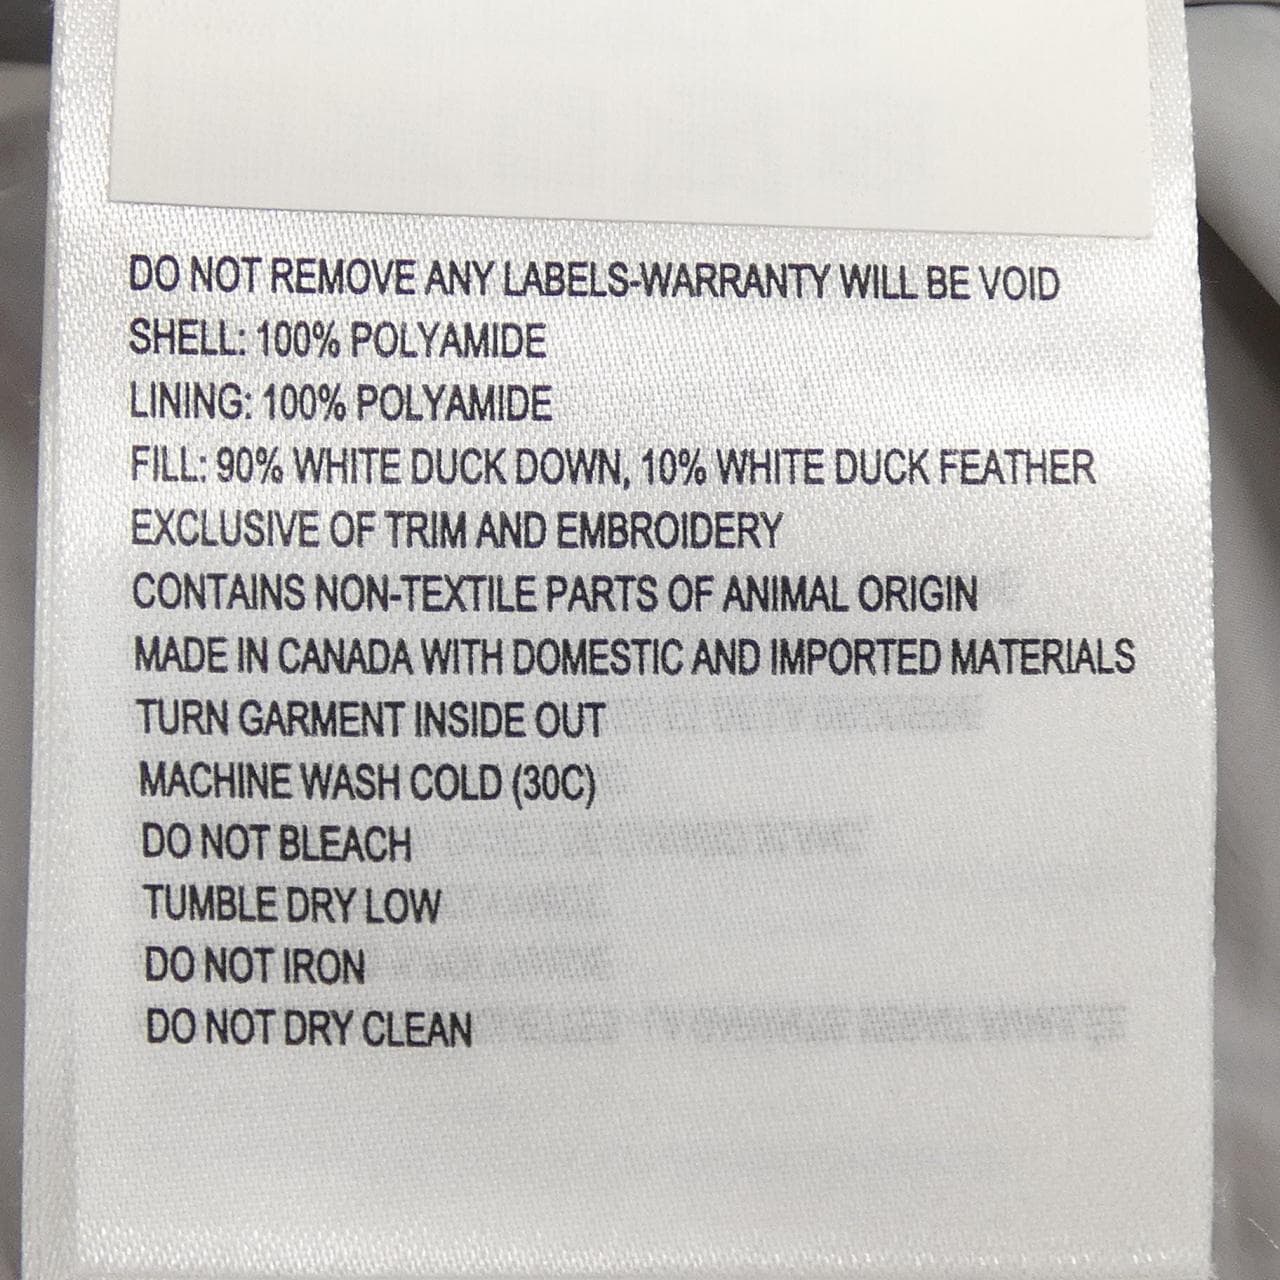 DO NOT REMOVE ANY LABELS-WARRANTY WILL BE VOID
SHELL: 100% POLYAMIDE
LINING: 100% POLYAMIDE
FILL: 90% WHITE DUCK DOWN, 10% WHITE DUCK FEATHER
EXCLUSIVE OF TRIM AND EMBROIDERY
CONTAINS NON-TEXTILE PARTS OF ANIMAL ORIGIN
MADE IN CANADA WITH DOMESTIC AND IMPORTED MATERIALS
TURN GARMENT INSIDE OUT
MACHINE WASH COLD (30C)
DO NOT BLEACH
TUMBLE DRY LOW
DO NOT IRON
DO NOT DRY CLEAN